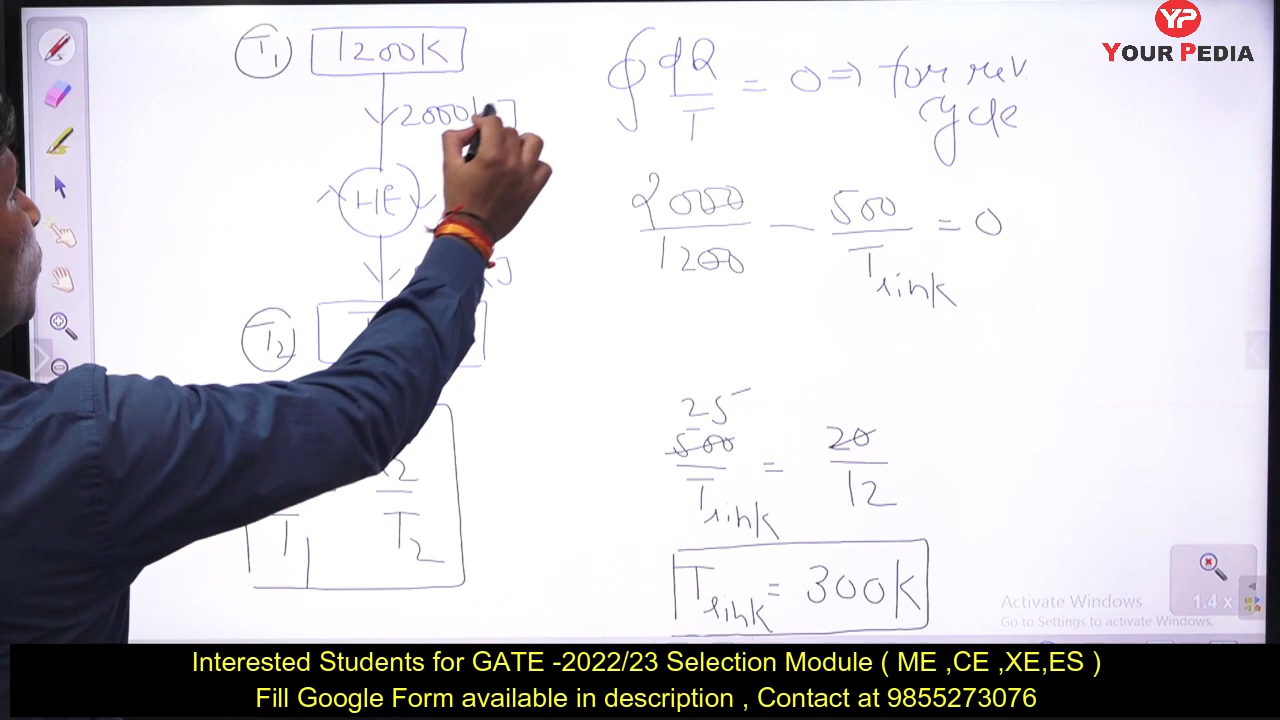 YP
YOUR PEDIA
T1 1200K
2000kJ
HE
T2
T1 T2
∮ dQ/T = 0 ⇒ for rev.
cycle
2000/1200 — 500/Tsink = 0
25
500/Tsink = 20/12
Tsink = 300K
Activate Windows
Go to Settings to activate Windows.
1.4 x
Interested Students for GATE -2022/23 Selection Module ( ME ,CE ,XE,ES )
Fill Google Form available in description , Contact at 9855273076